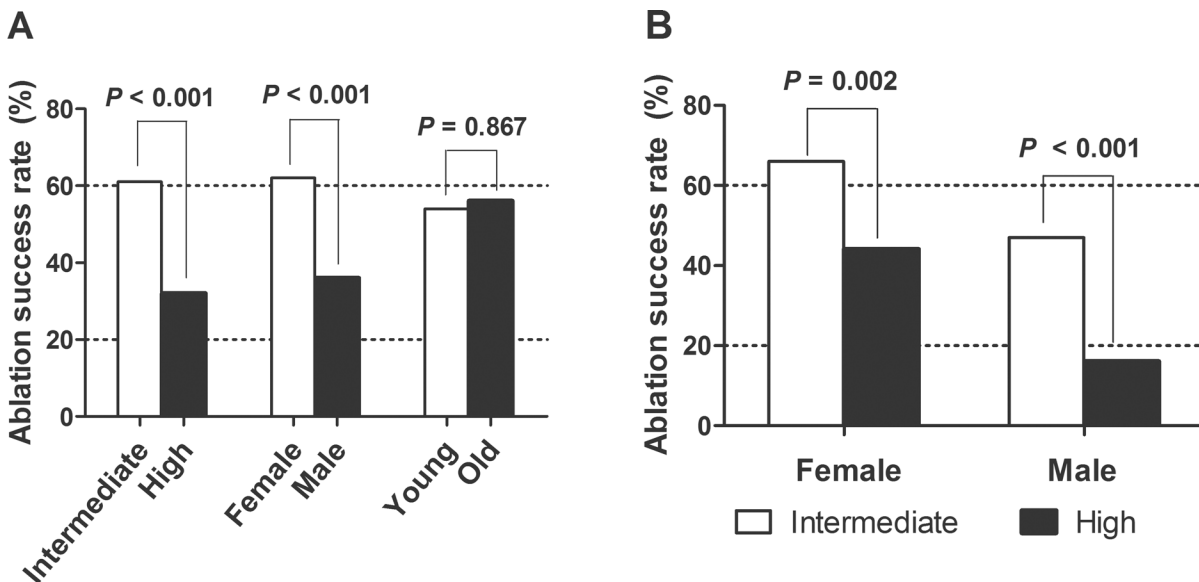 A
Ablation success rate (%)
80
60
40
20
0
P < 0.001
P < 0.001
P = 0.867
Intermediate
High
Female
Male
Young
Old
B
Ablation success rate (%)
80
60
40
20
0
P = 0.002
P < 0.001
Female
Male
Intermediate
High